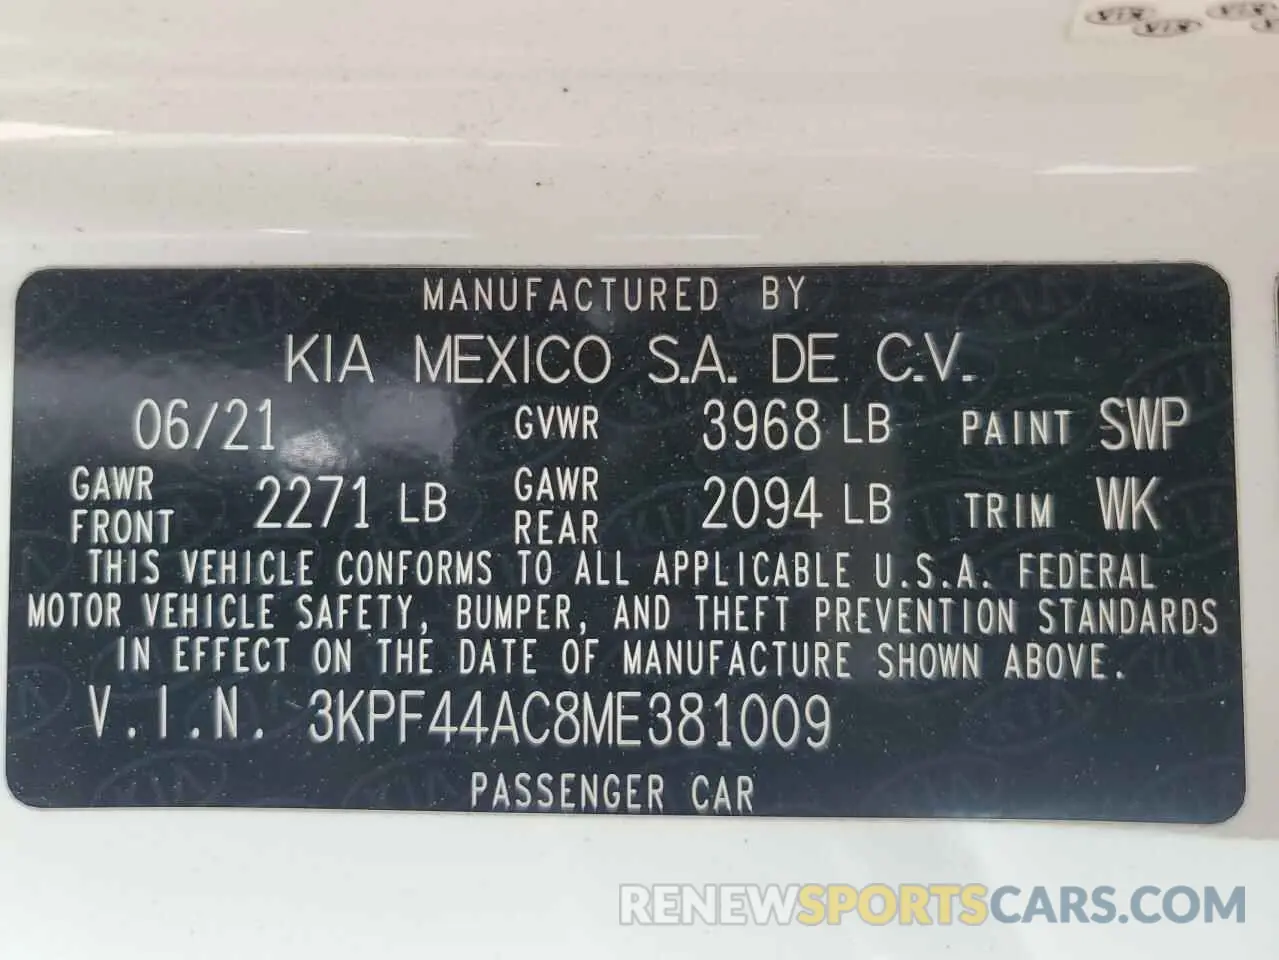 MANUFACTURED BY
KIA MEXICO S.A. DE C.V.
06/21 GVWR 3968 LB PAINT SWP
GAWR FRONT 2271 LB GAWR REAR 2094 LB TRIM WK
THIS VEHICLE CONFORMS TO ALL APPLICABLE U.S.A. FEDERAL
MOTOR VEHICLE SAFETY, BUMPER, AND THEFT PREVENTION STANDARDS
IN EFFECT ON THE DATE OF MANUFACTURE SHOWN ABOVE.
V.I.N. 3KPF44AC8ME381009
PASSENGER CAR
RENEWSPORTSCARS.COM